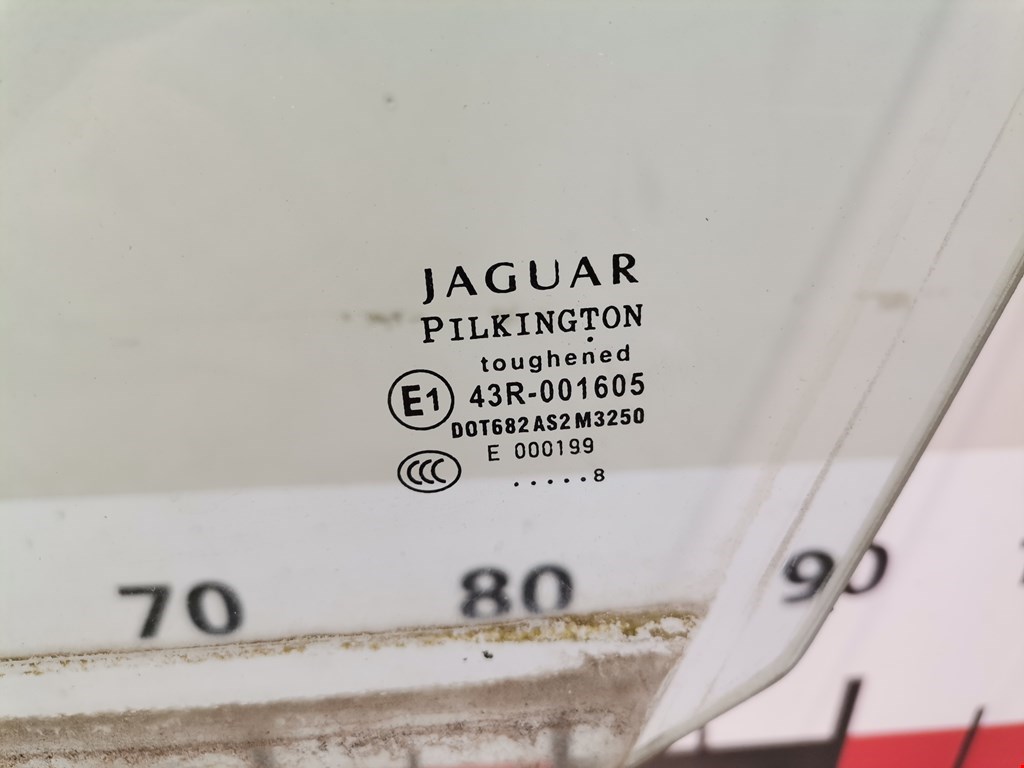 JAGUAR
PILKINGTON
toughened
E1 43R-001605
DOT682 AS2 M3250
E 000199
CCC
.....8
70 80 90